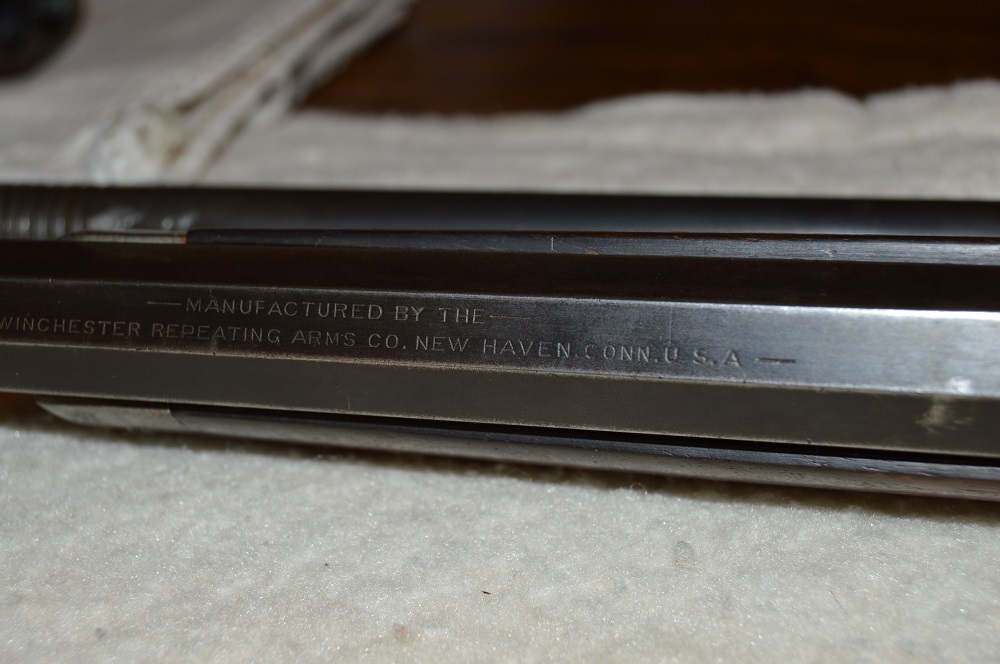 — MANUFACTURED BY THE —
WINCHESTER REPEATING ARMS CO. NEW HAVEN. CONN. U.S.A —